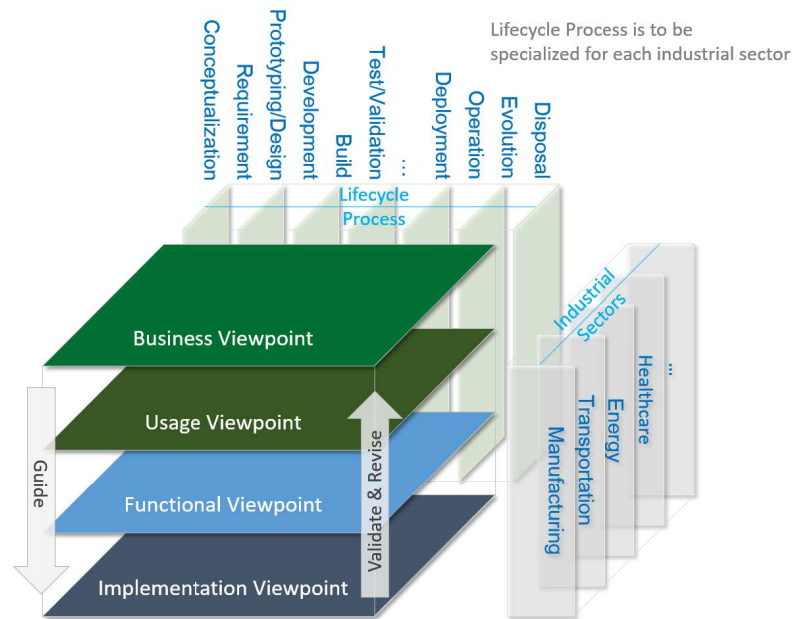 Lifecycle Process is to be
specialized for each industrial sector
Conceptualization
Requirement
Prototyping/Design
Development
Build
Test/Validation
...
Deployment
Operation
Evolution
Disposal
Lifecycle
Process
Business Viewpoint
Usage Viewpoint
Functional Viewpoint
Implementation Viewpoint
Guide
Validate & Revise
Industrial
Sectors
Manufacturing
Transportation
Energy
Healthcare
...